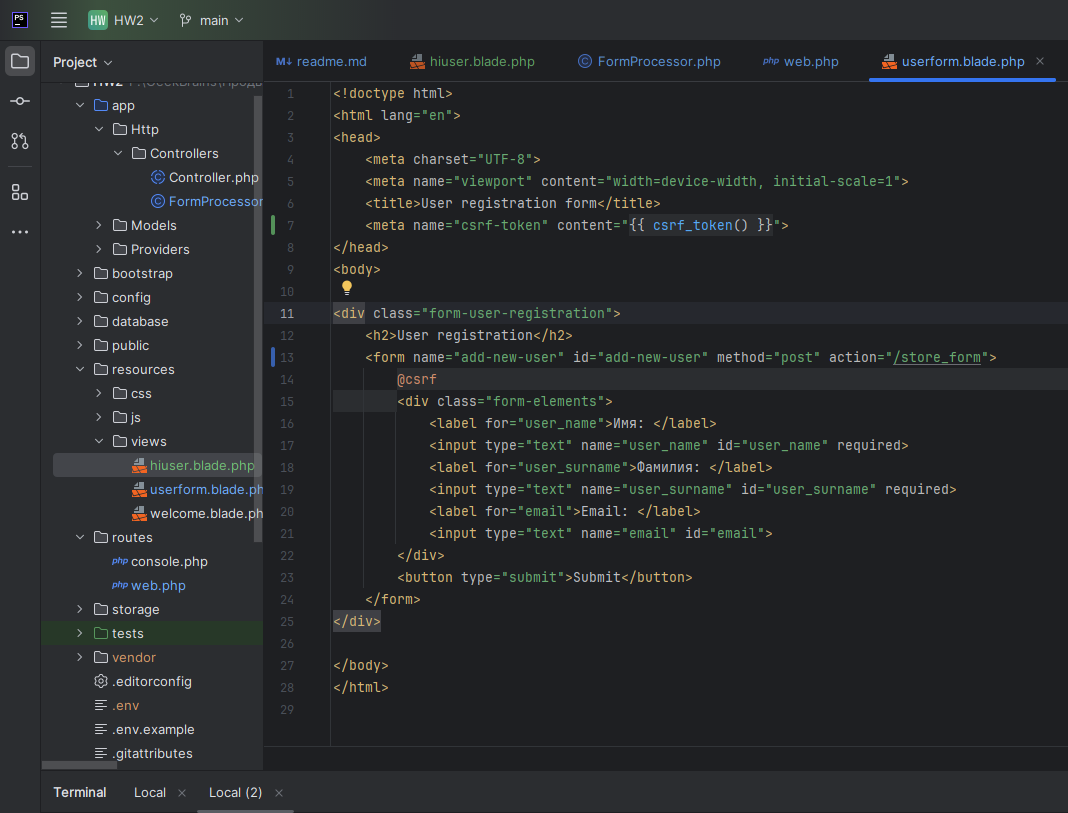 PS HW HW2 main
Project
HW2
app
Http
Controllers
Controller.php
FormProcessor
Models
Providers
bootstrap
config
database
public
resources
css
js
views
hiuser.blade.php
userform.blade.ph
welcome.blade.ph
routes
php console.php
php web.php
storage
tests
vendor
.editorconfig
.env
.env.example
.gitattributes
M↓ readme.md hiuser.blade.php © FormProcessor.php php web.php userform.blade.php ×
1 <!doctype html>
2 <html lang="en">
3 <head>
4 <meta charset="UTF-8">
5 <meta name="viewport" content="width=device-width, initial-scale=1">
6 <title>User registration form</title>
7 <meta name="csrf-token" content="{{ csrf_token() }}">
8 </head>
9 <body>
10
11 <div class="form-user-registration">
12 <h2>User registration</h2>
13 <form name="add-new-user" id="add-new-user" method="post" action="/store_form">
14 @csrf
15 <div class="form-elements">
16 <label for="user_name">Имя: </label>
17 <input type="text" name="user_name" id="user_name" required>
18 <label for="user_surname">Фамилия: </label>
19 <input type="text" name="user_surname" id="user_surname" required>
20 <label for="email">Email: </label>
21 <input type="text" name="email" id="email">
22 </div>
23 <button type="submit">Submit</button>
24 </form>
25 </div>
26
27 </body>
28 </html>
29
Terminal Local × Local (2) ×